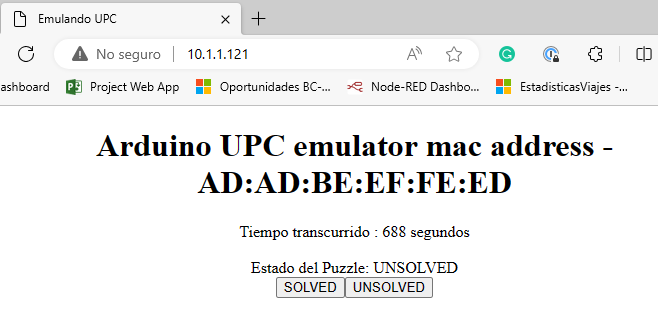 Emulando UPC
No seguro 10.1.1.121
ashboard Project Web App Oportunidades BC-... Node-RED Dashbo... EstadisticasViajes -...
Arduino UPC emulator mac address -
AD:AD:BE:EF:FE:ED
Tiempo transcurrido : 688 segundos
Estado del Puzzle: UNSOLVED
SOLVED UNSOLVED